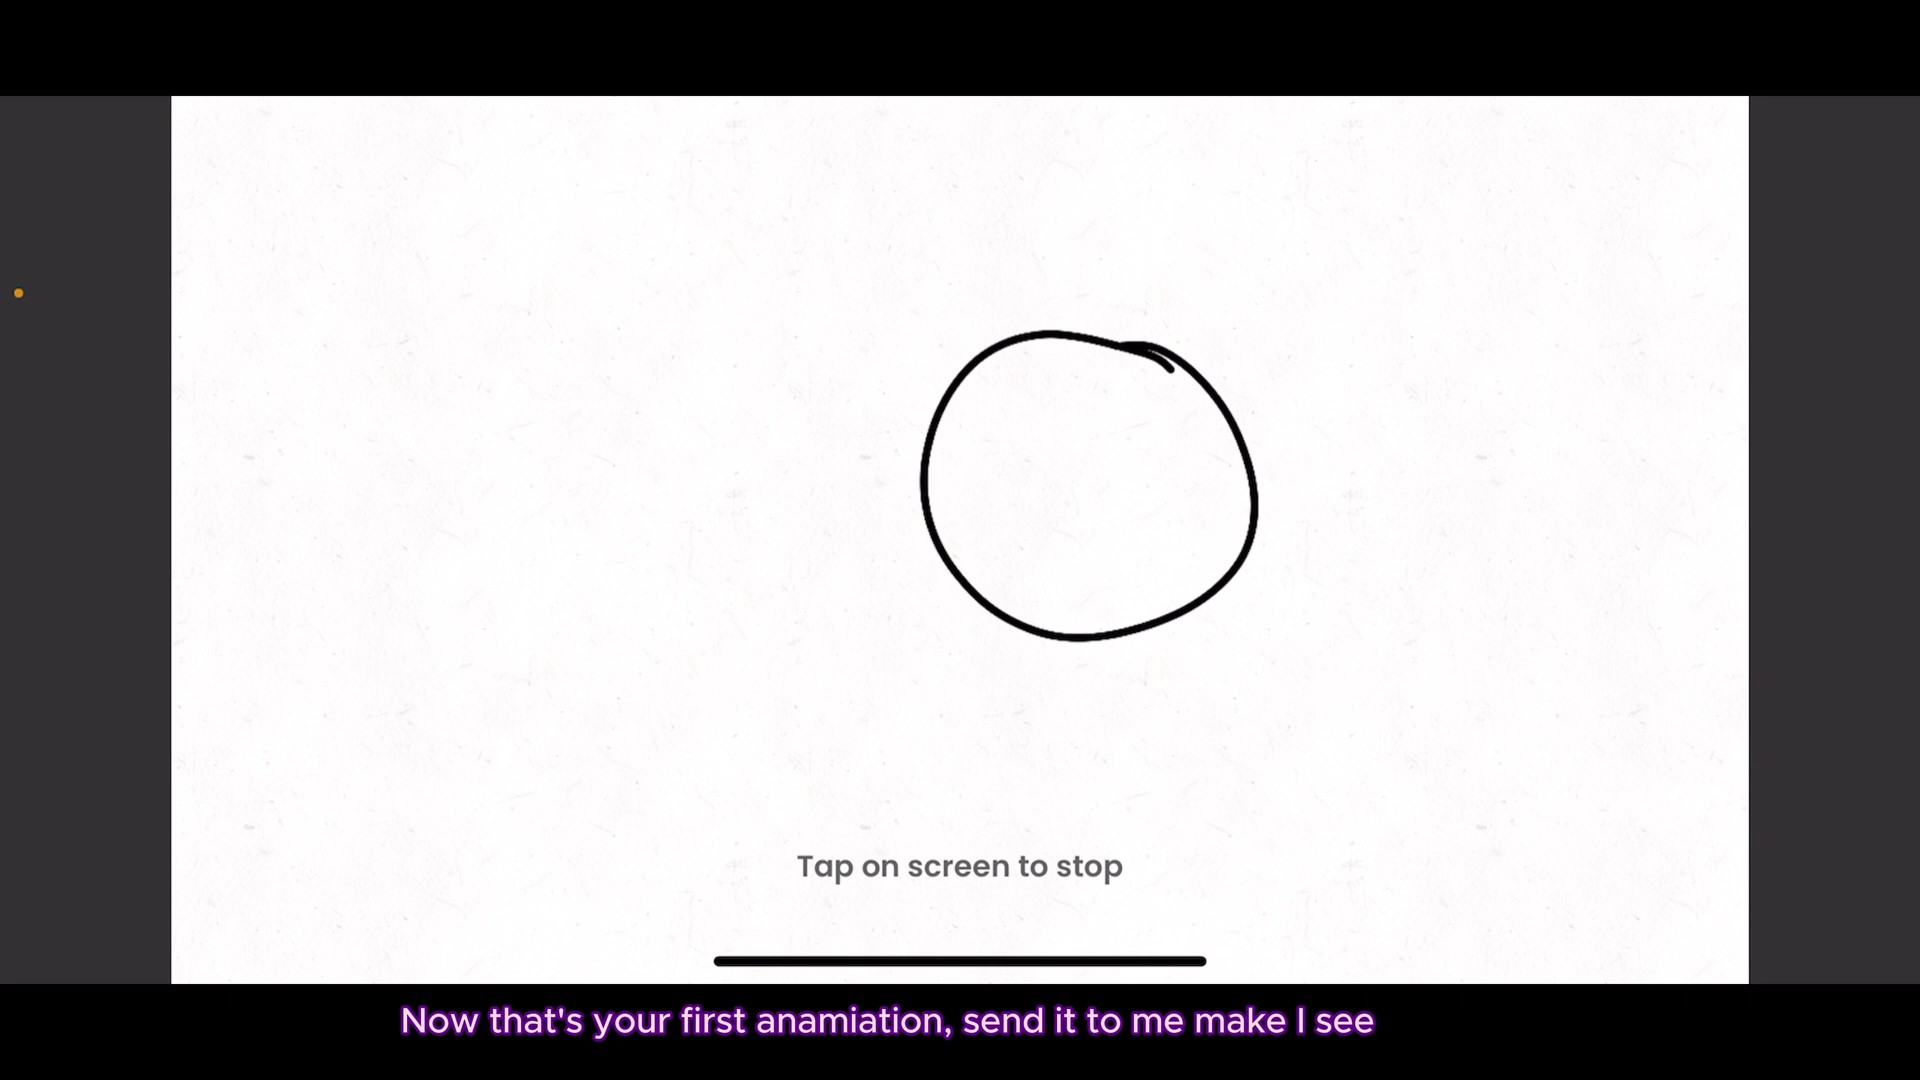 Tap on screen to stop
Now that's your first anamiation, send it to me make I see